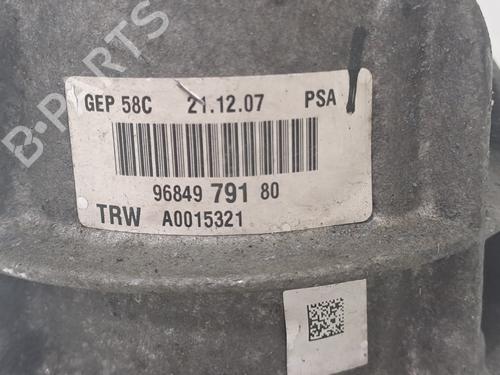 B-PARTS
GEP 58C 21.12.07 PSA
96849 791 80
TRW A0015321